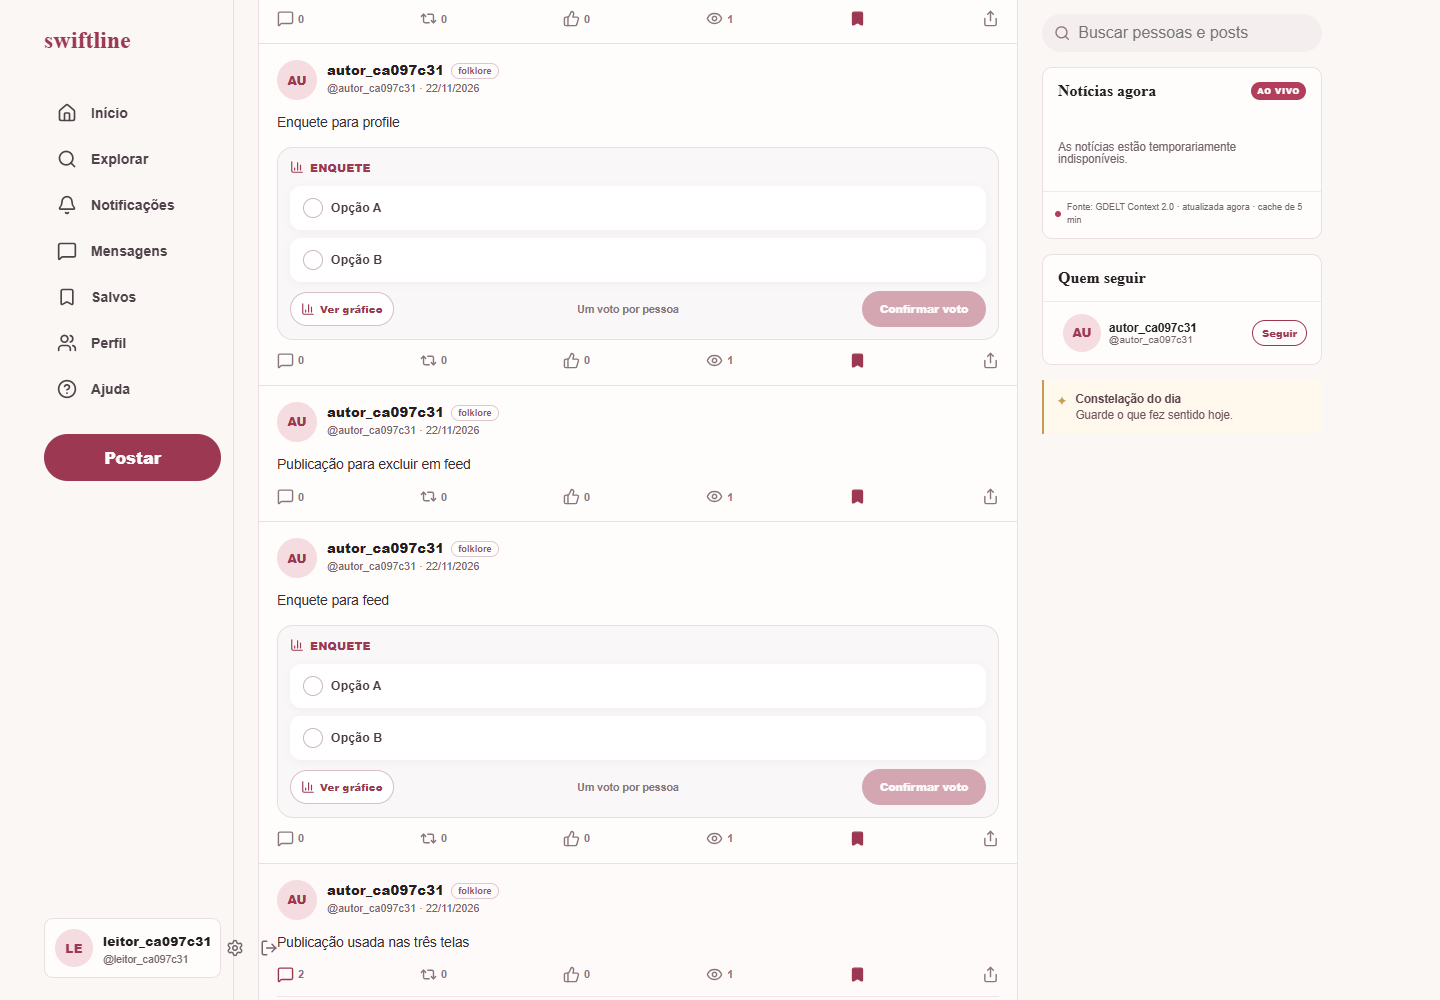 swiftline
Início
Explorar
Notificações
Mensagens
Salvos
Perfil
Ajuda
Postar
LE
leitor_ca097c31
@leitor_ca097c31
0
0
0
1
AU
autor_ca097c31
folklore
@autor_ca097c31 · 22/11/2026
Enquete para profile
ENQUETE
Opção A
Opção B
Ver gráfico
Um voto por pessoa
Confirmar voto
0
0
0
1
AU
autor_ca097c31
folklore
@autor_ca097c31 · 22/11/2026
Publicação para excluir em feed
0
0
0
1
AU
autor_ca097c31
folklore
@autor_ca097c31 · 22/11/2026
Enquete para feed
ENQUETE
Opção A
Opção B
Ver gráfico
Um voto por pessoa
Confirmar voto
0
0
0
1
AU
autor_ca097c31
folklore
@autor_ca097c31 · 22/11/2026
Publicação usada nas três telas
2
0
0
1
Buscar pessoas e posts
Notícias agora
AO VIVO
As notícias estão temporariamente
indisponíveis.
Fonte: GDELT Context 2.0 · atualizada agora · cache de 5
min
Quem seguir
AU
autor_ca097c31
@autor_ca097c31
Seguir
Constelação do dia
Guarde o que fez sentido hoje.